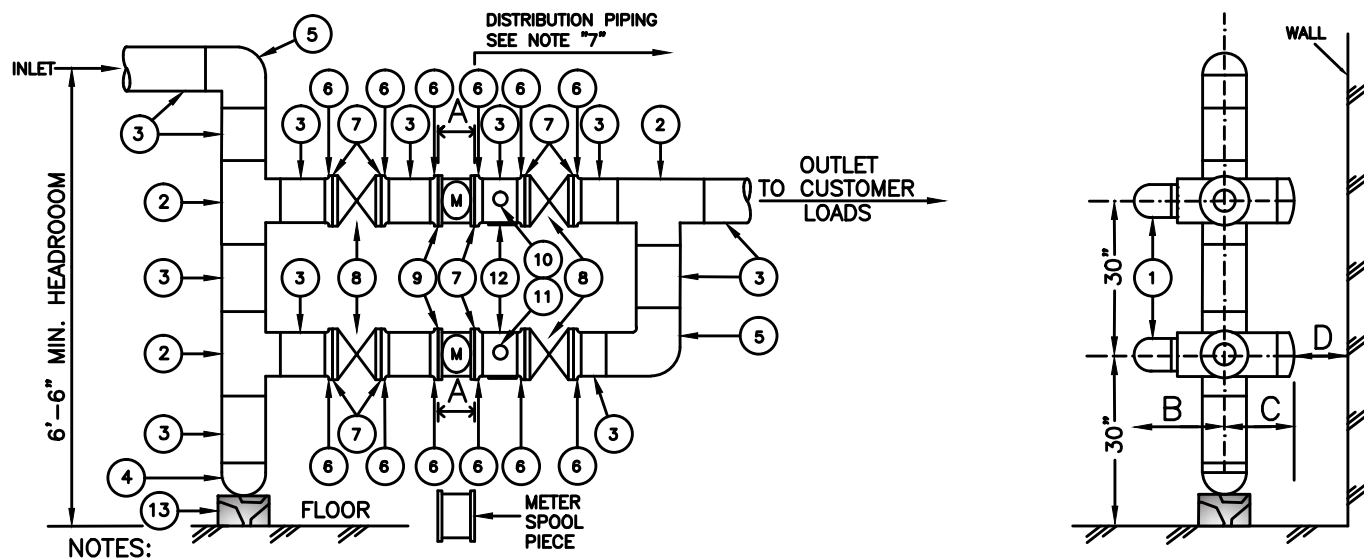 DISTRIBUTION PIPING
SEE NOTE "7"
5
INLET
WALL
6 6 6 6 6 6
A
3
3 7 3 3 7 3 2
OUTLET
TO CUSTOMER
LOADS
6'-6" MIN. HEADROOOM
2
M
10
3 3 8 9 7 12 8 3
11
30"
1
2
M
5
D
A
3 7 3
B C
30"
4
6 6 6 6 6 6
13
FLOOR
METER
SPOOL
PIECE
NOTES: